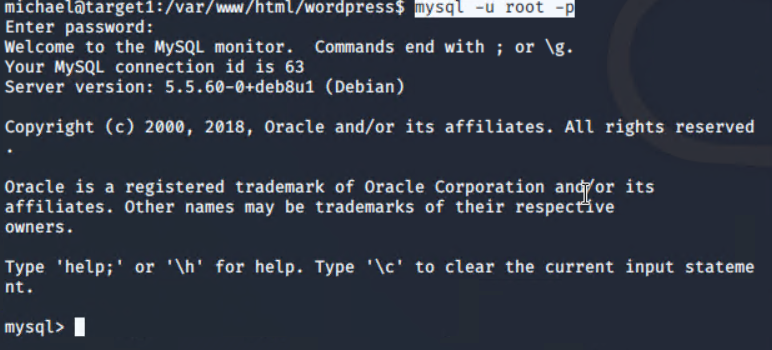 michael@target1:/var/www/html/wordpress$ mysql -u root -p
Enter password:
Welcome to the MySQL monitor.  Commands end with ; or \g.
Your MySQL connection id is 63
Server version: 5.5.60-0+deb8u1 (Debian)
Copyright (c) 2000, 2018, Oracle and/or its affiliates. All rights reserved
.
Oracle is a registered trademark of Oracle Corporation and/or its
affiliates. Other names may be trademarks of their respective
owners.
Type 'help;' or '\h' for help. Type '\c' to clear the current input stateme
nt.
mysql>